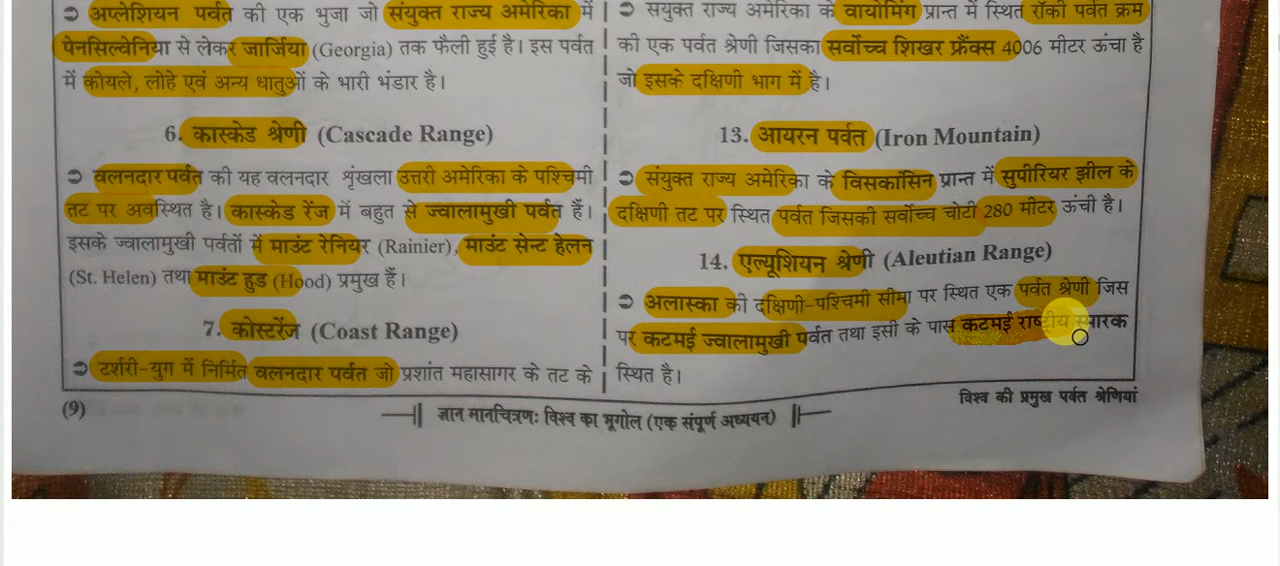 ➲ अप्लेशियन पर्वत की एक भुजा जो संयुक्त राज्य अमेरिका में
पेनसिल्वेनिया से लेकर जार्जिया (Georgia) तक फैली हुई है। इस पर्वत
में कोयले, लोहे एवं अन्य धातुओं के भारी भंडार है।
6. कास्केड श्रेणी (Cascade Range)
➲ वलनदार पर्वत की यह वलनदार शृंखला उत्तरी अमेरिका के पश्चिमी
तट पर अवस्थित है। कास्केड रेंज में बहुत से ज्वालामुखी पर्वत हैं।
इसके ज्वालामुखी पर्वतों में माउंट रेनियर (Rainier), माउंट सेन्ट हेलन
(St. Helen) तथा माउंट हुड (Hood) प्रमुख हैं।
7. कोस्टरेंज (Coast Range)
➲ टर्शरी-युग में निर्मित वलनदार पर्वत जो प्रशांत महासागर के तट के
➲ संयुक्त राज्य अमेरिका के वायोमिंग प्रान्त में स्थित रॉकी पर्वत क्रम
की एक पर्वत श्रेणी जिसका सर्वोच्च शिखर फ्रैंक्स 4006 मीटर ऊंचा है
जो इसके दक्षिणी भाग में है।
13. आयरन पर्वत (Iron Mountain)
➲ संयुक्त राज्य अमेरिका के विसकांसिन प्रान्त में सुपीरियर झील के
दक्षिणी तट पर स्थित पर्वत जिसकी सर्वोच्च चोटी 280 मीटर ऊंची है।
14. एल्यूशियन श्रेणी (Aleutian Range)
➲ अलास्का की दक्षिणी-पश्चिमी सीमा पर स्थित एक पर्वत श्रेणी जिस
पर कटमई ज्वालामुखी पर्वत तथा इसी के पास कटमई राष्ट्रीय स्मारक
स्थित है।
(9)
ज्ञान मानचित्रण: विश्व का भूगोल (एक संपूर्ण अध्ययन)
विश्व की प्रमुख पर्वत श्रेणियां